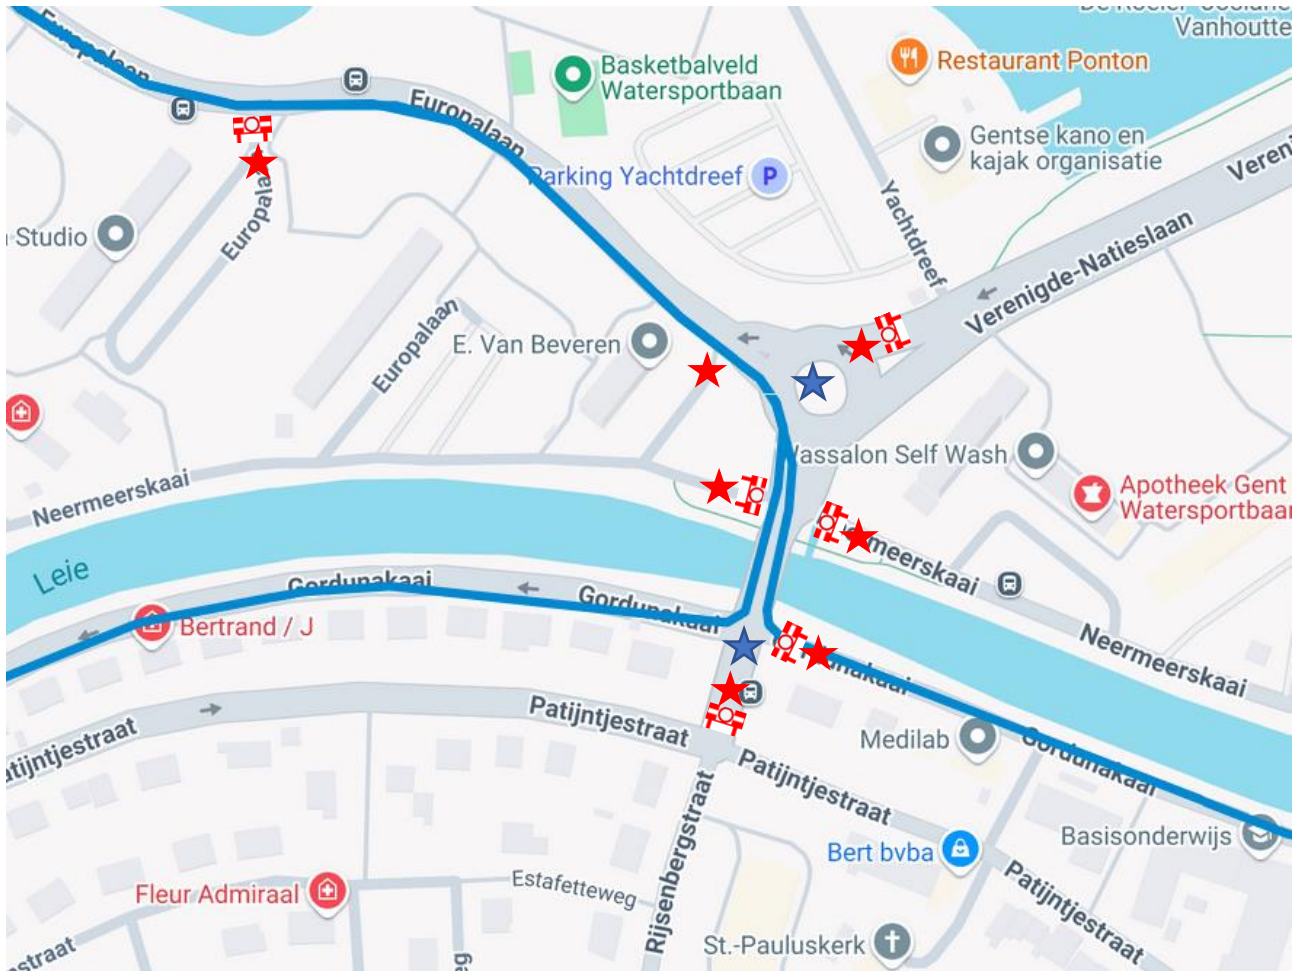 Vanhoutte
Europalaan
Basketbalveld
Watersportbaan
Restaurant Ponton
Europalaan
Gentse kano en
kajak organisatie
Parking Yachtdreef
P
Yachtdreef
Studio
Europalaan
Verenigde-Natieslaan
E. Van Beveren
Wassalon Self Wash
Apotheek Gent
Watersportbaan
Neermeerskaai
Neermeerskaai
Leie
Gordunakaai
Gordunakaai
Bertrand / J
Gordunakaai
Neermeerskaai
Patijntjestraat
Patijntjestraat
Medilab
Gordunakaai
Patijntjestraat
Basisonderwijs
Bert bvba
Rijsenbergstraat
Patijntjestraat
Fleur Admiraal
Estafetteweg
St.-Pauluskerk